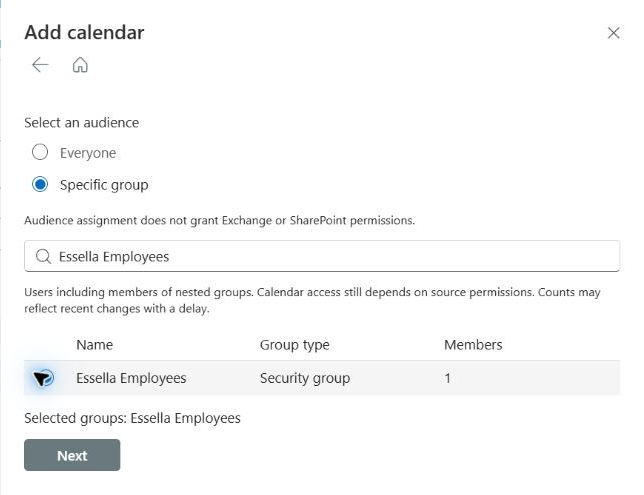 Add calendar
Select an audience
Everyone
Specific group
Audience assignment does not grant Exchange or SharePoint permissions.
Essella Employees
Users including members of nested groups. Calendar access still depends on source permissions. Counts may
reflect recent changes with a delay.
Name Group type Members
Essella Employees Security group 1
Selected groups: Essella Employees
Next